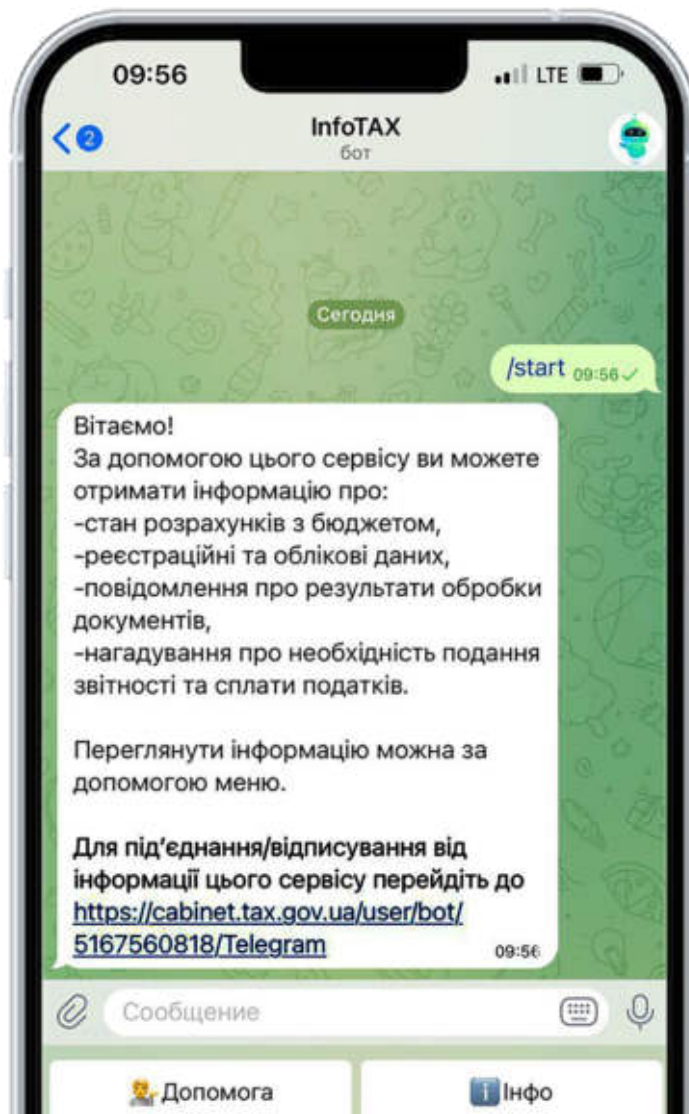 09:56
LTE
2
InfoTAX
бот
Сегодня
/start 09:56
Вітаємо!
За допомогою цього сервісу ви можете
отримати інформацію про:
-стан розрахунків з бюджетом,
-реєстраційні та облікові даних,
-повідомлення про результати обробки
документів,
-нагадування про необхідність подання
звітності та сплати податків.
Переглянути інформацію можна за
допомогою меню.
Для під’єднання/відписування від
інформації цього сервісу перейдіть до
https://cabinet.tax.gov.ua/user/bot/
5167560818/Telegram
09:56
Сообщение
Допомога
Інфо